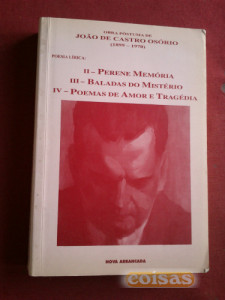 OBRA POSTUMA DE
JOÃO DE CASTRO OSÓRIO
(1899 – 1970)
POESIA LÍRICA:
II – PERENE MEMÓRIA
III – BALADAS DO MISTÉRIO
IV – POEMAS DE AMOR E TRAGÉDIA
NOVA ARRANCADA
coisas